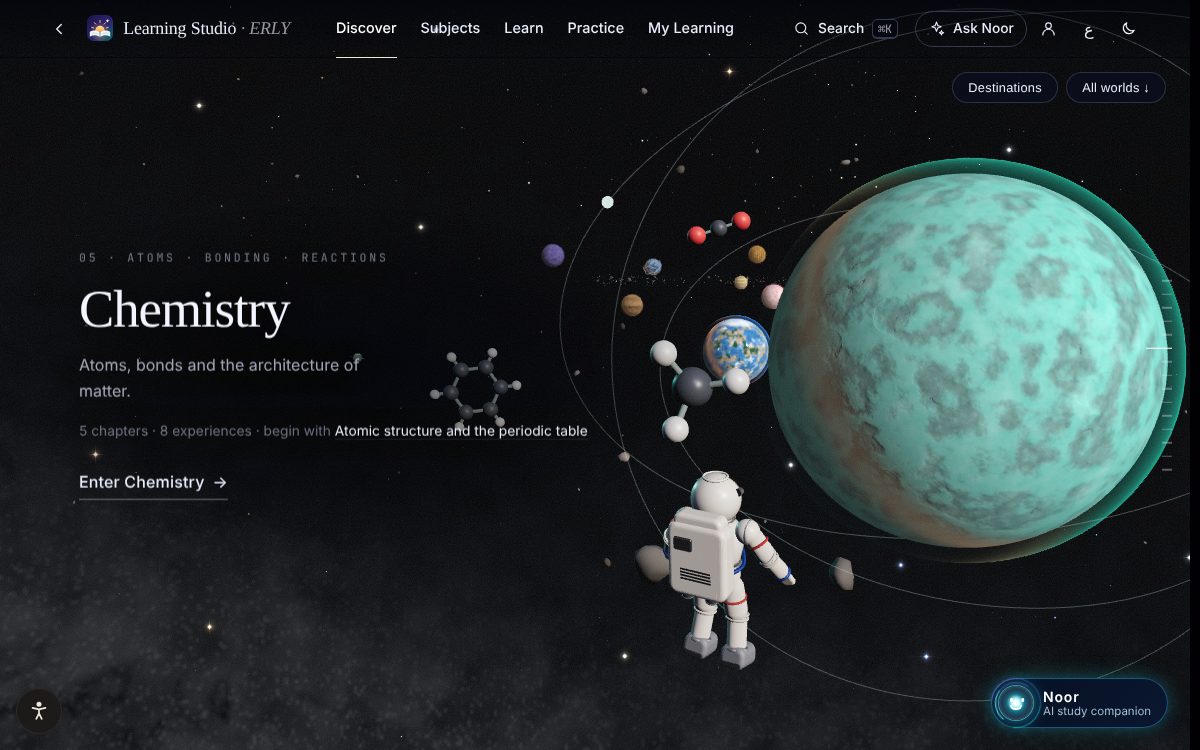 Learning Studio · ERLY
Discover
Subjects
Learn
Practice
My Learning
Search ⌘K
Ask Noor
ع
Destinations
All worlds ↓
05 · ATOMS · BONDING · REACTIONS
Chemistry
Atoms, bonds and the architecture of
matter.
5 chapters · 8 experiences · begin with Atomic structure and the periodic table
Enter Chemistry →
Noor
AI study companion